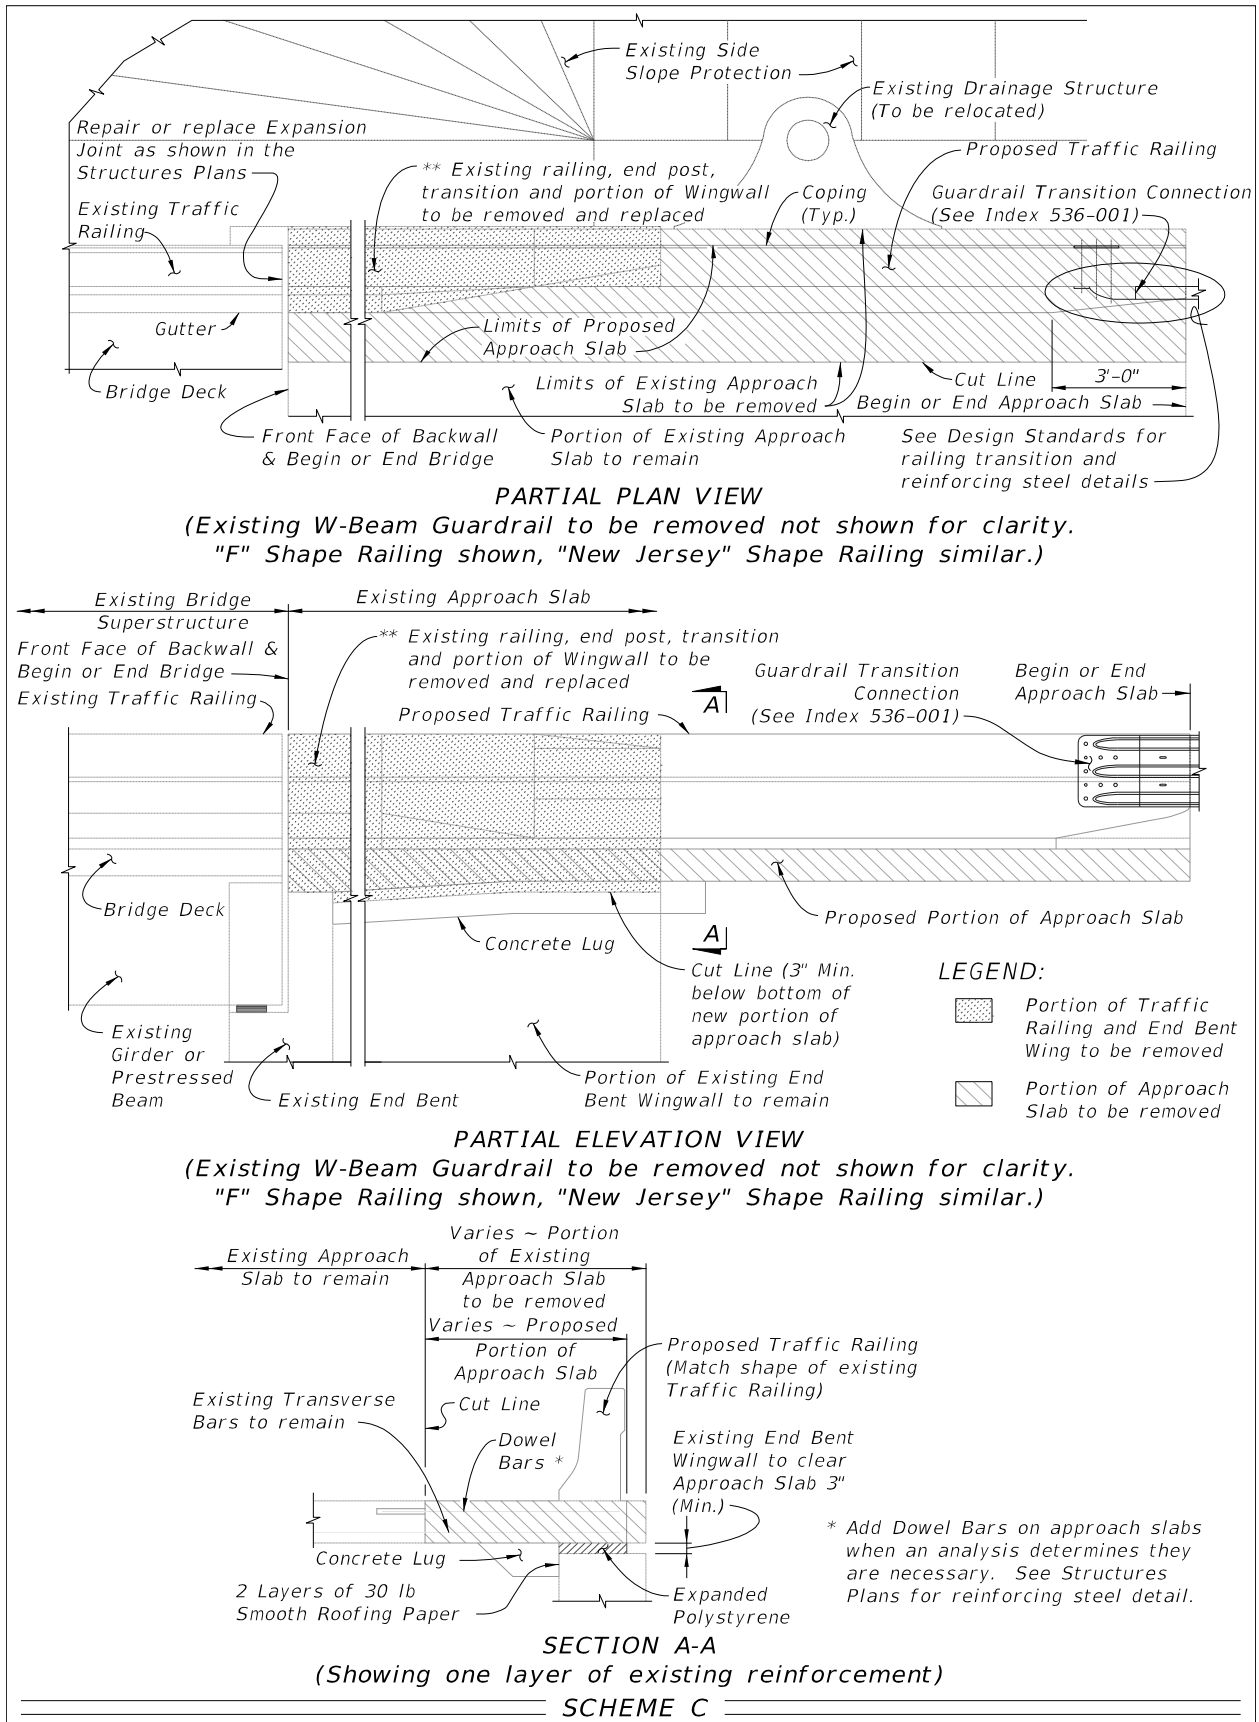 Existing Side
Slope Protection
Existing Drainage Structure
(To be relocated)
Repair or replace Expansion
Joint as shown in the
Structures Plans
Proposed Traffic Railing
** Existing railing, end post,
transition and portion of Wingwall
to be removed and replaced
Coping
(Typ.)
Guardrail Transition Connection
(See Index 536-001)
Existing Traffic
Railing
Gutter
Limits of Proposed
Approach Slab
Bridge Deck
Limits of Existing Approach
Slab to be removed
Cut Line
3'-0"
Begin or End Approach Slab
Front Face of Backwall
& Begin or End Bridge
Portion of Existing Approach
Slab to remain
See Design Standards for
railing transition and
reinforcing steel details
PARTIAL PLAN VIEW
(Existing W-Beam Guardrail to be removed not shown for clarity.
"F" Shape Railing shown, "New Jersey" Shape Railing similar.)
Existing Bridge
Superstructure
Existing Approach Slab
Front Face of Backwall &
Begin or End Bridge
Existing Traffic Railing
** Existing railing, end post, transition
and portion of Wingwall to be
removed and replaced
Proposed Traffic Railing
A
Guardrail Transition
Connection
(See Index 536-001)
Begin or End
Approach Slab
Bridge Deck
Concrete Lug
A
Proposed Portion of Approach Slab
Cut Line (3" Min.
below bottom of
new portion of
approach slab)
Existing
Girder or
Prestressed
Beam
Existing End Bent
Portion of Existing End
Bent Wingwall to remain
LEGEND:
Portion of Traffic
Railing and End Bent
Wing to be removed
Portion of Approach
Slab to be removed
PARTIAL ELEVATION VIEW
(Existing W-Beam Guardrail to be removed not shown for clarity.
"F" Shape Railing shown, "New Jersey" Shape Railing similar.)
Existing Approach
Slab to remain
Varies ~ Portion
of Existing
Approach Slab
to be removed
Varies ~ Proposed
Portion of
Approach Slab
Proposed Traffic Railing
(Match shape of existing
Traffic Railing)
Existing Transverse
Bars to remain
Cut Line
Dowel
Bars *
Existing End Bent
Wingwall to clear
Approach Slab 3"
(Min.)
Concrete Lug
2 Layers of 30 lb
Smooth Roofing Paper
Expanded
Polystyrene
* Add Dowel Bars on approach slabs
when an analysis determines they
are necessary. See Structures
Plans for reinforcing steel detail.
SECTION A-A
(Showing one layer of existing reinforcement)
SCHEME C